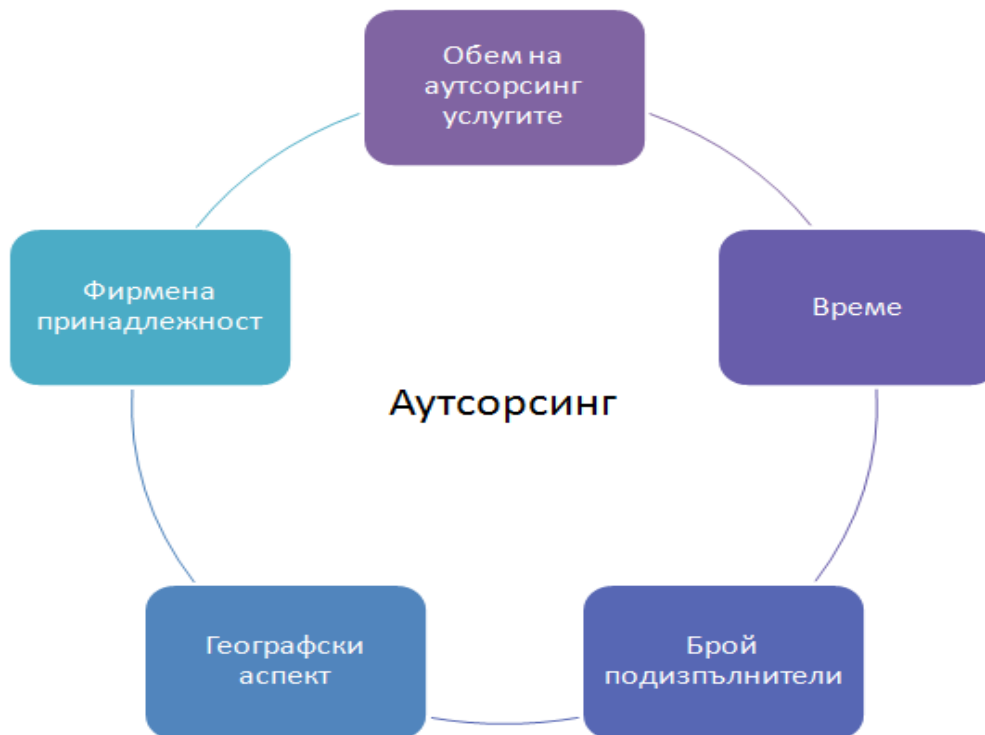 Обем на
аутсорсинг
услугите
Време
Брой
подизпълнители
Географски
аспект
Фирмена
принадлежност
Аутсорсинг